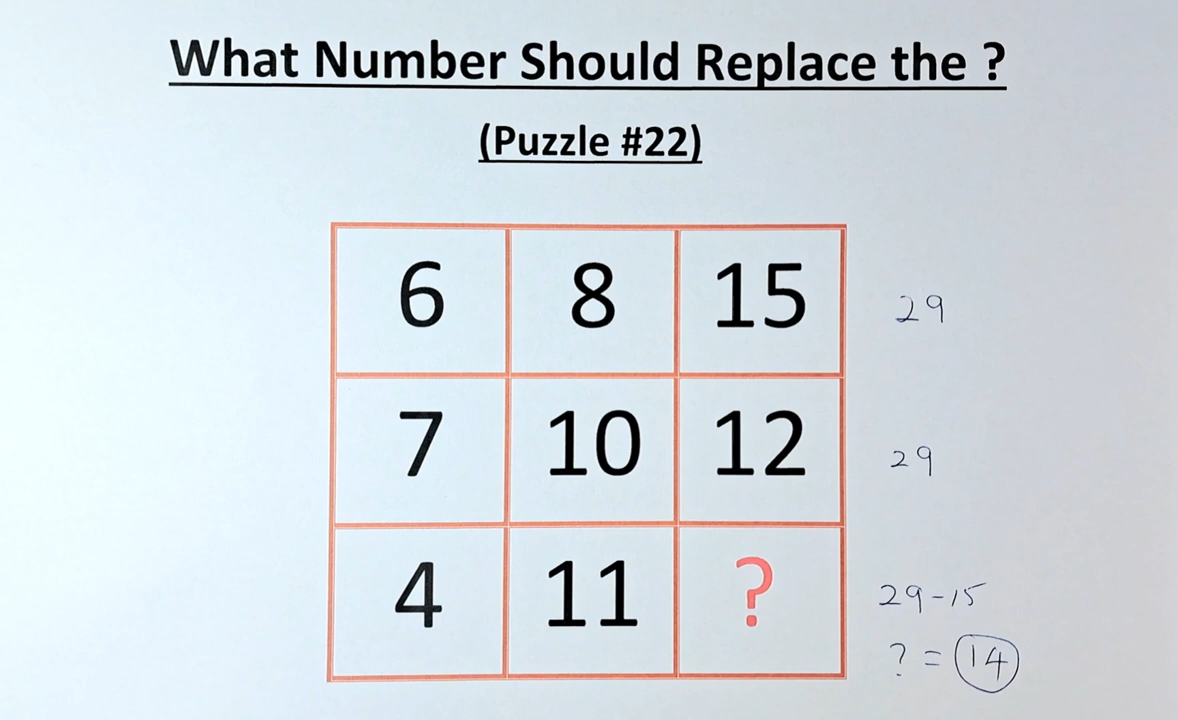 What Number Should Replace the ?
(Puzzle #22)
6 8 15 29
7 10 12 29
4 11 ? 29-15
? = 14